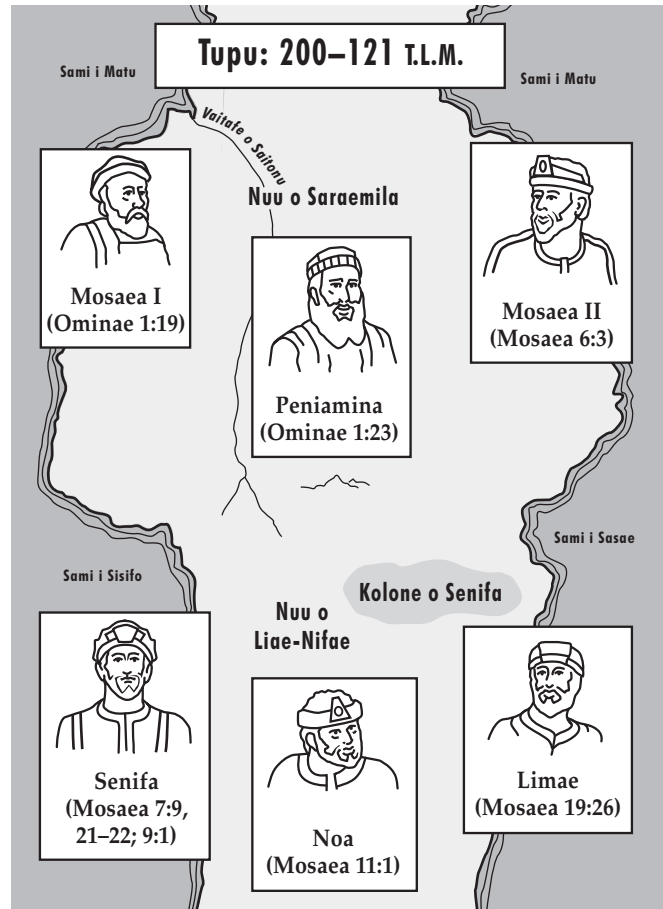 Tupu: 200–121 T.L.M.
Sami i Matu
Sami i Matu
Vaitafe o Saitonu
Nuu o Saraemila
Mosaea I
(Ominae 1:19)
Peniamina
(Ominae 1:23)
Mosaea II
(Mosaea 6:3)
Sami i Sasae
Sami i Sisifo
Kolone o Senifa
Nuu o
Liae-Nifae
Senifa
(Mosaea 7:9,
21–22; 9:1)
Noa
(Mosaea 11:1)
Limae
(Mosaea 19:26)